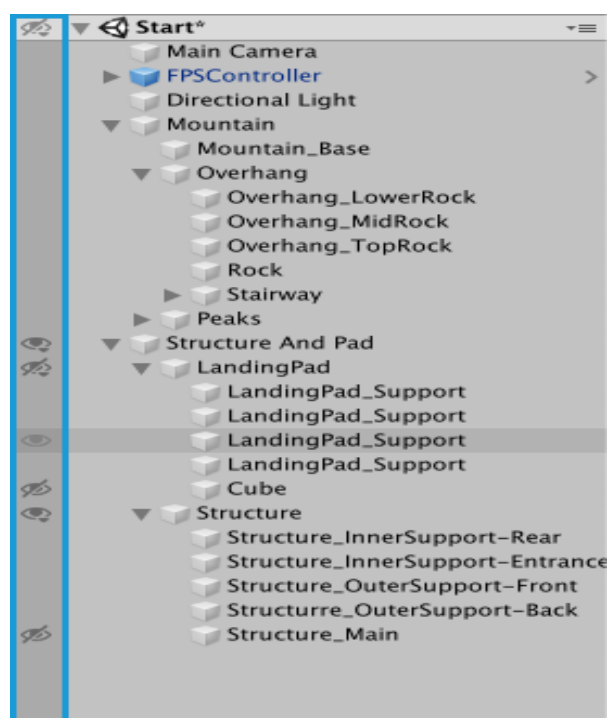 Start*
Main Camera
FPSController
Directional Light
Mountain
Mountain_Base
Overhang
Overhang_LowerRock
Overhang_MidRock
Overhang_TopRock
Rock
Stairway
Peaks
Structure And Pad
LandingPad
LandingPad_Support
LandingPad_Support
LandingPad_Support
LandingPad_Support
Cube
Structure
Structure_InnerSupport-Rear
Structure_InnerSupport-Entrance
Structure_OuterSupport-Front
Structurre_OuterSupport-Back
Structure_Main